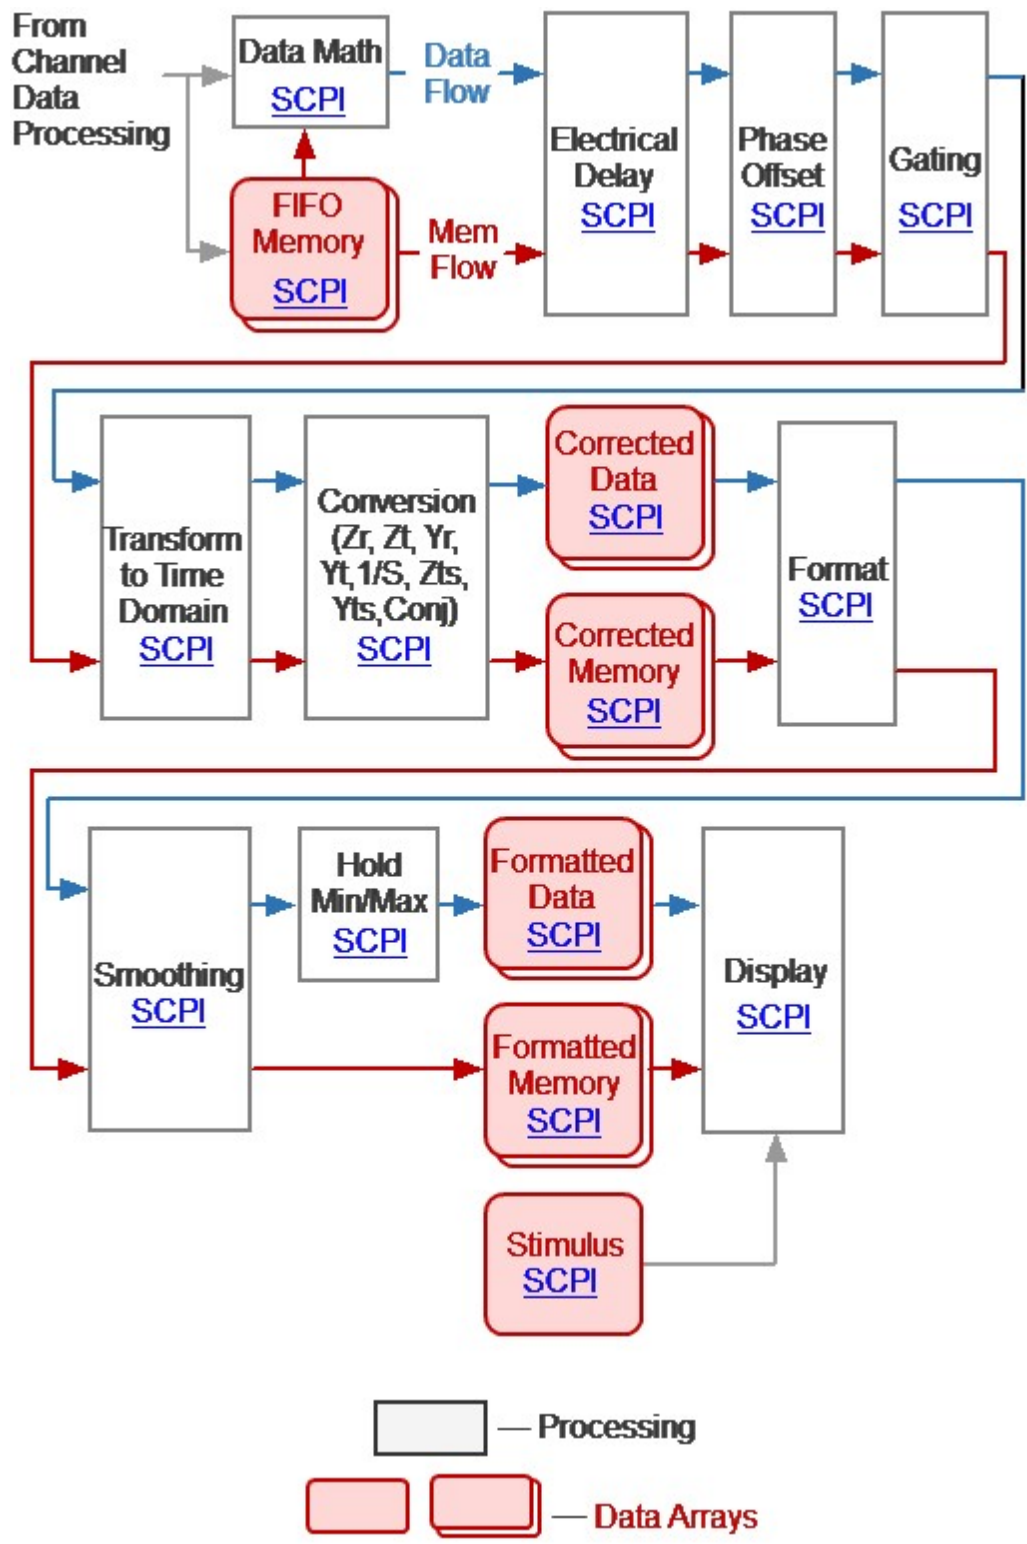 From
Channel
Data
Processing
Data Math
SCPI
Data
Flow
FIFO
Memory
SCPI
Mem
Flow
Electrical
Delay
SCPI
Phase
Offset
SCPI
Gating
SCPI
Transform
to Time
Domain
SCPI
Conversion
(Zr, Zt, Yr,
Yt,1/S, Zts,
Yts,Conj)
SCPI
Corrected
Data
SCPI
Corrected
Memory
SCPI
Format
SCPI
Smoothing
SCPI
Hold
Min/Max
SCPI
Formatted
Data
SCPI
Formatted
Memory
SCPI
Display
SCPI
Stimulus
SCPI
— Processing
— Data Arrays